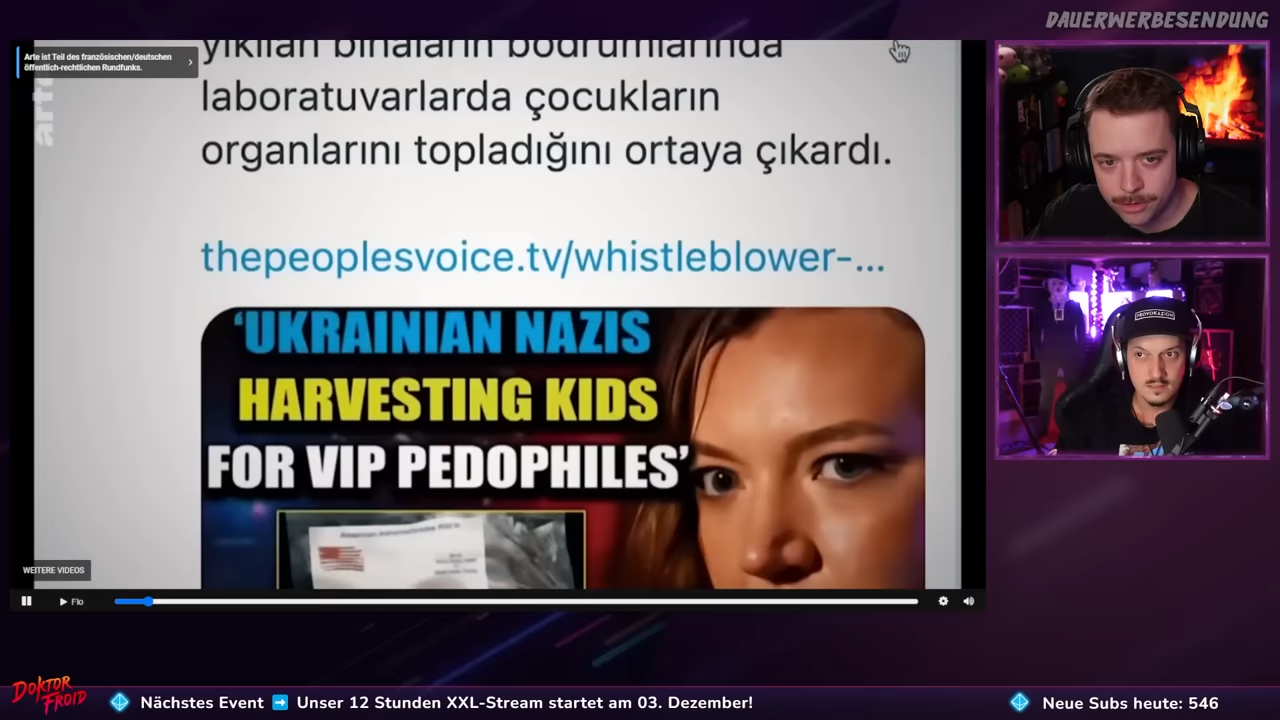 DAUERWERBESENDUNG
Arte ist Teil des französischen/deutschen
öffentlich-rechtlichen Rundfunks.
arte
yıkılan binaların bodrumlarında
laboratuvarlarda çocukların
organlarını topladığını ortaya çıkardı.
thepeoplesvoice.tv/whistleblower-...
'UKRAINIAN NAZIS
HARVESTING KIDS
FOR VIP PEDOPHILES'
PROVOKAZION
WEITERE VIDEOS
Flo
DOKTOR
FROID
Nächstes Event ➡ Unser 12 Stunden XXL-Stream startet am 03. Dezember!
Neue Subs heute: 546